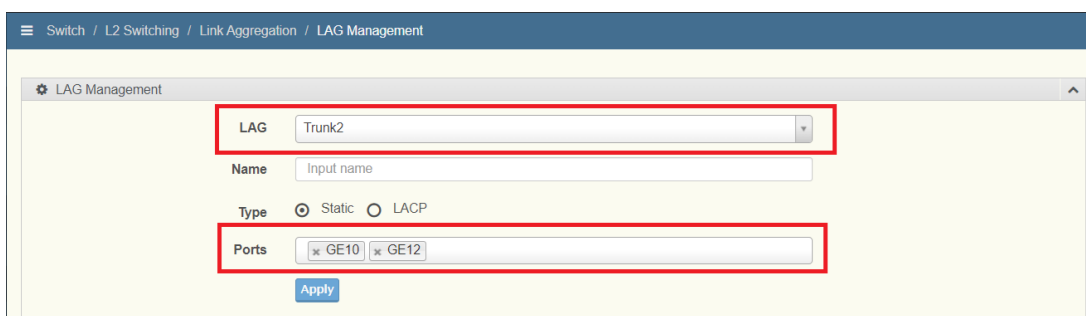 Switch / L2 Switching / Link Aggregation / LAG Management
LAG Management
LAG Trunk2
Name Input name
Type Static LACP
Ports GE10 GE12
Apply